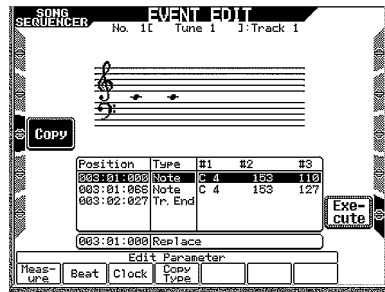 SONG SEQUENCER EVENT EDIT
No. 1[ Tune 1 ]:Track 1
Copy
Position Type #1 #2 #3
003:01:000 Note C 4 153 110
003:01:066 Note C 4 153 127
003:02:027 Tr. End
Exe-cute
003:01:000 Replace
Edit Parameter
Meas-ure Beat Clock Copy Type